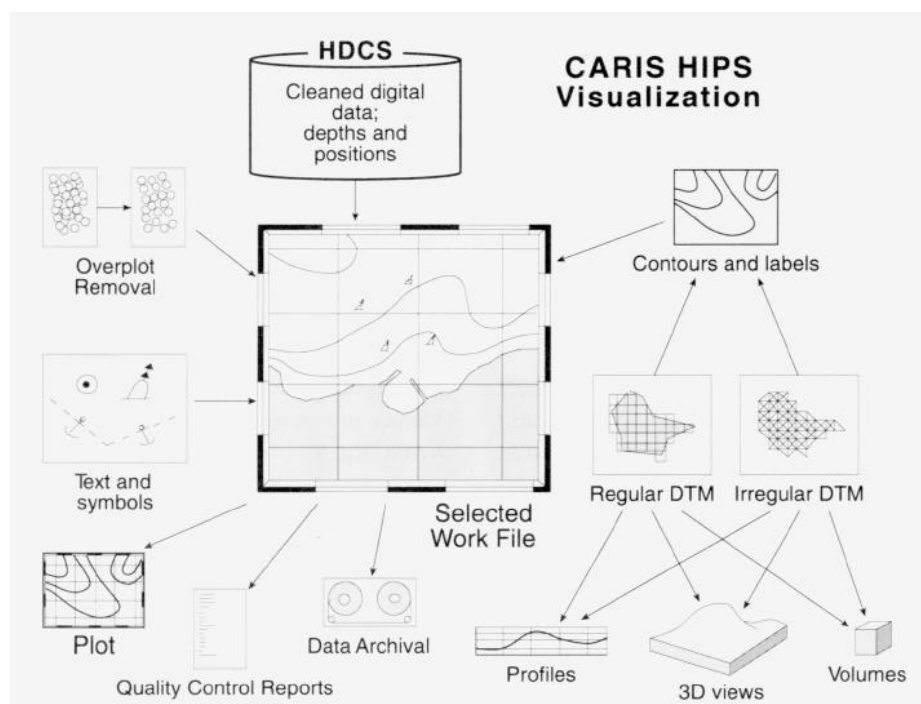 HDCS
Cleaned digital
data;
depths and
positions
CARIS HIPS
Visualization
Overplot
Removal
Contours and labels
Text and
symbols
Selected
Work File
Regular DTM
Irregular DTM
Plot
Quality Control Reports
Data Archival
Profiles
3D views
Volumes